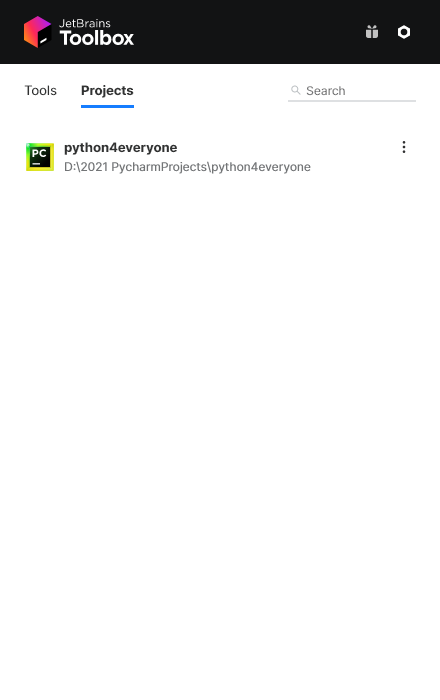 JetBrains
Toolbox
Tools Projects Search
PC
python4everyone
D:\2021 PycharmProjects\python4everyone